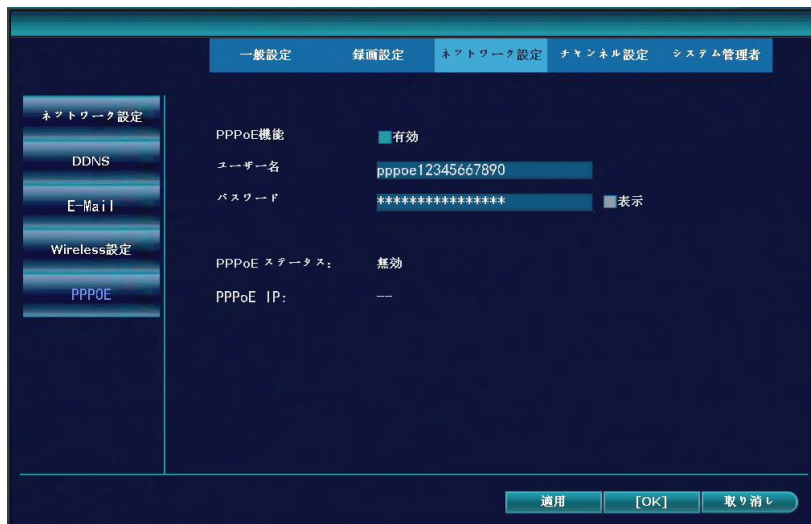 一般設定 録画設定 ネットワーク設定 チャンネル設定 システム管理者
ネットワーク設定
DDNS
E-Mail
Wireless設定
PPPOE
PPPoE機能 有効
ユーザー名 pppoe12345667890
パスワード **************** 表示
PPPoE ステータス: 無効
PPPoE IP: --
適用 [OK] 取り消し